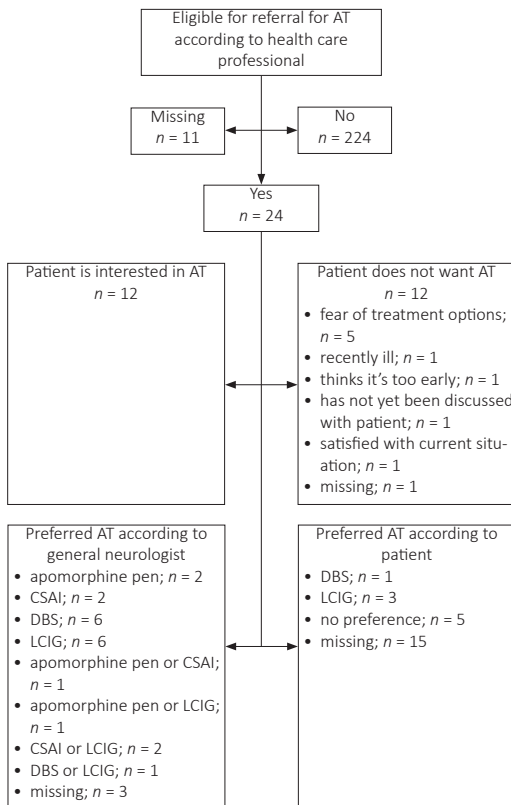 Eligible for referral for AT
according to health care
professional
Missing
n = 11
No
n = 224
Yes
n = 24
Patient is interested in AT
n = 12
Patient does not want AT
n = 12
• fear of treatment options;
n = 5
• recently ill; n = 1
• thinks it's too early; n = 1
• has not yet been discussed
with patient; n = 1
• satisfied with current situ-
ation; n = 1
• missing; n = 1
Preferred AT according to
general neurologist
• apomorphine pen; n = 2
• CSAI; n = 2
• DBS; n = 6
• LCIG; n = 6
• apomorphine pen or CSAI;
n = 1
• apomorphine pen or LCIG;
n = 1
• CSAI or LCIG; n = 2
• DBS or LCIG; n = 1
• missing; n = 3
Preferred AT according to
patient
• DBS; n = 1
• LCIG; n = 3
• no preference; n = 5
• missing; n = 15